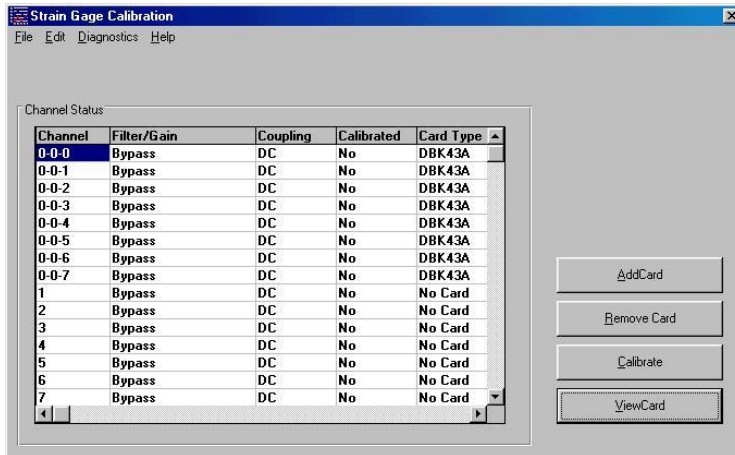 Strain Gage Calibration
File Edit Diagnostics Help
Channel Status
Channel Filter/Gain Coupling Calibrated Card Type
0-0-0 Bypass DC No DBK43A
0-0-1 Bypass DC No DBK43A
0-0-2 Bypass DC No DBK43A
0-0-3 Bypass DC No DBK43A
0-0-4 Bypass DC No DBK43A
0-0-5 Bypass DC No DBK43A
0-0-6 Bypass DC No DBK43A
0-0-7 Bypass DC No DBK43A
1 Bypass DC No No Card
2 Bypass DC No No Card
3 Bypass DC No No Card
4 Bypass DC No No Card
5 Bypass DC No No Card
6 Bypass DC No No Card
7 Bypass DC No No Card
AddCard
Remove Card
Calibrate
ViewCard